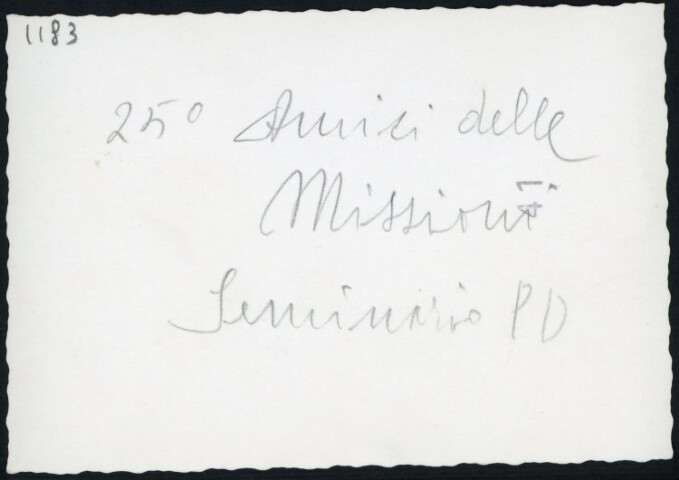 1183
25° Amici delle
Missioni
Seminario PD